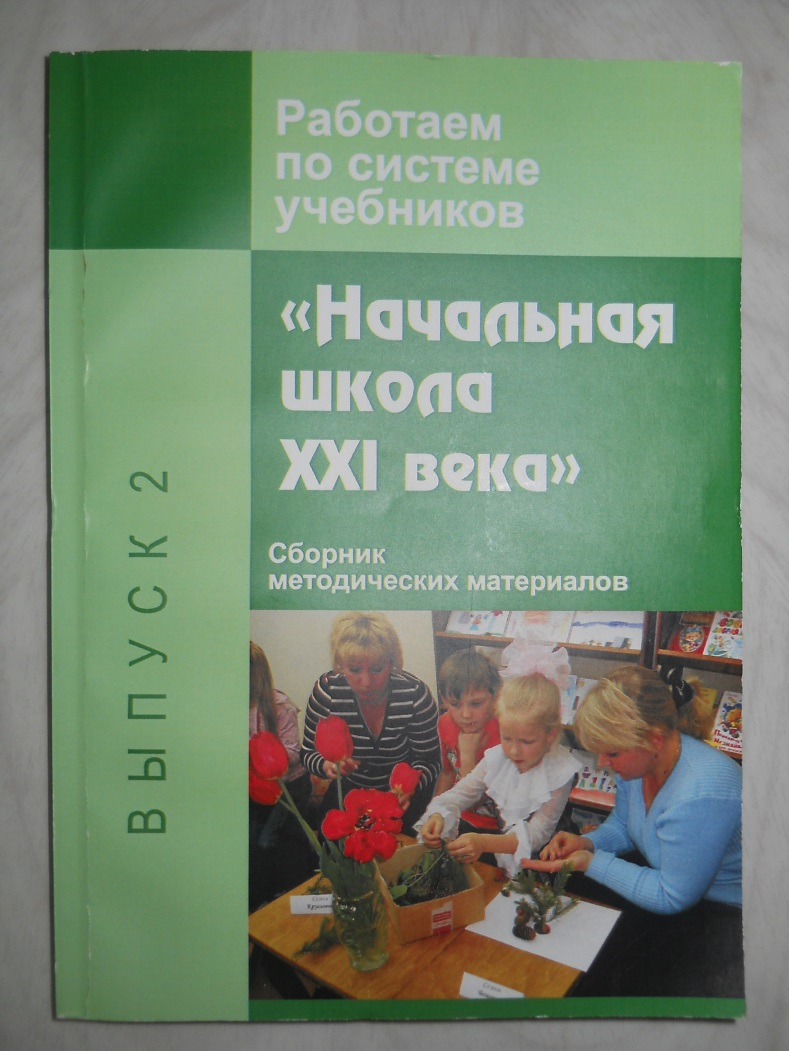 Работаем
по системе
учебников
«Начальная
школа
XXI века»
Сборник
методических материалов
ВЫПУСК 2